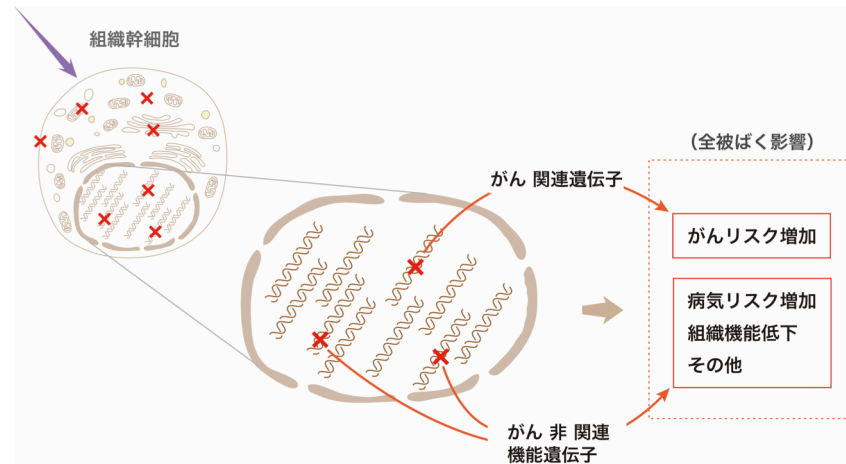 組織幹細胞
(全被ばく影響)
がん 関連遺伝子
がんリスク増加
病気リスク増加
組織機能低下
その他
がん 非 関連
機能遺伝子